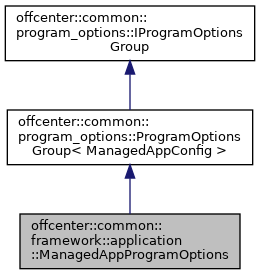 offcenter::common::
program_options::IProgramOptions
Group
offcenter::common::
program_options::ProgramOptions
Group< ManagedAppConfig >
offcenter::common::
framework::application
::ManagedAppProgramOptions